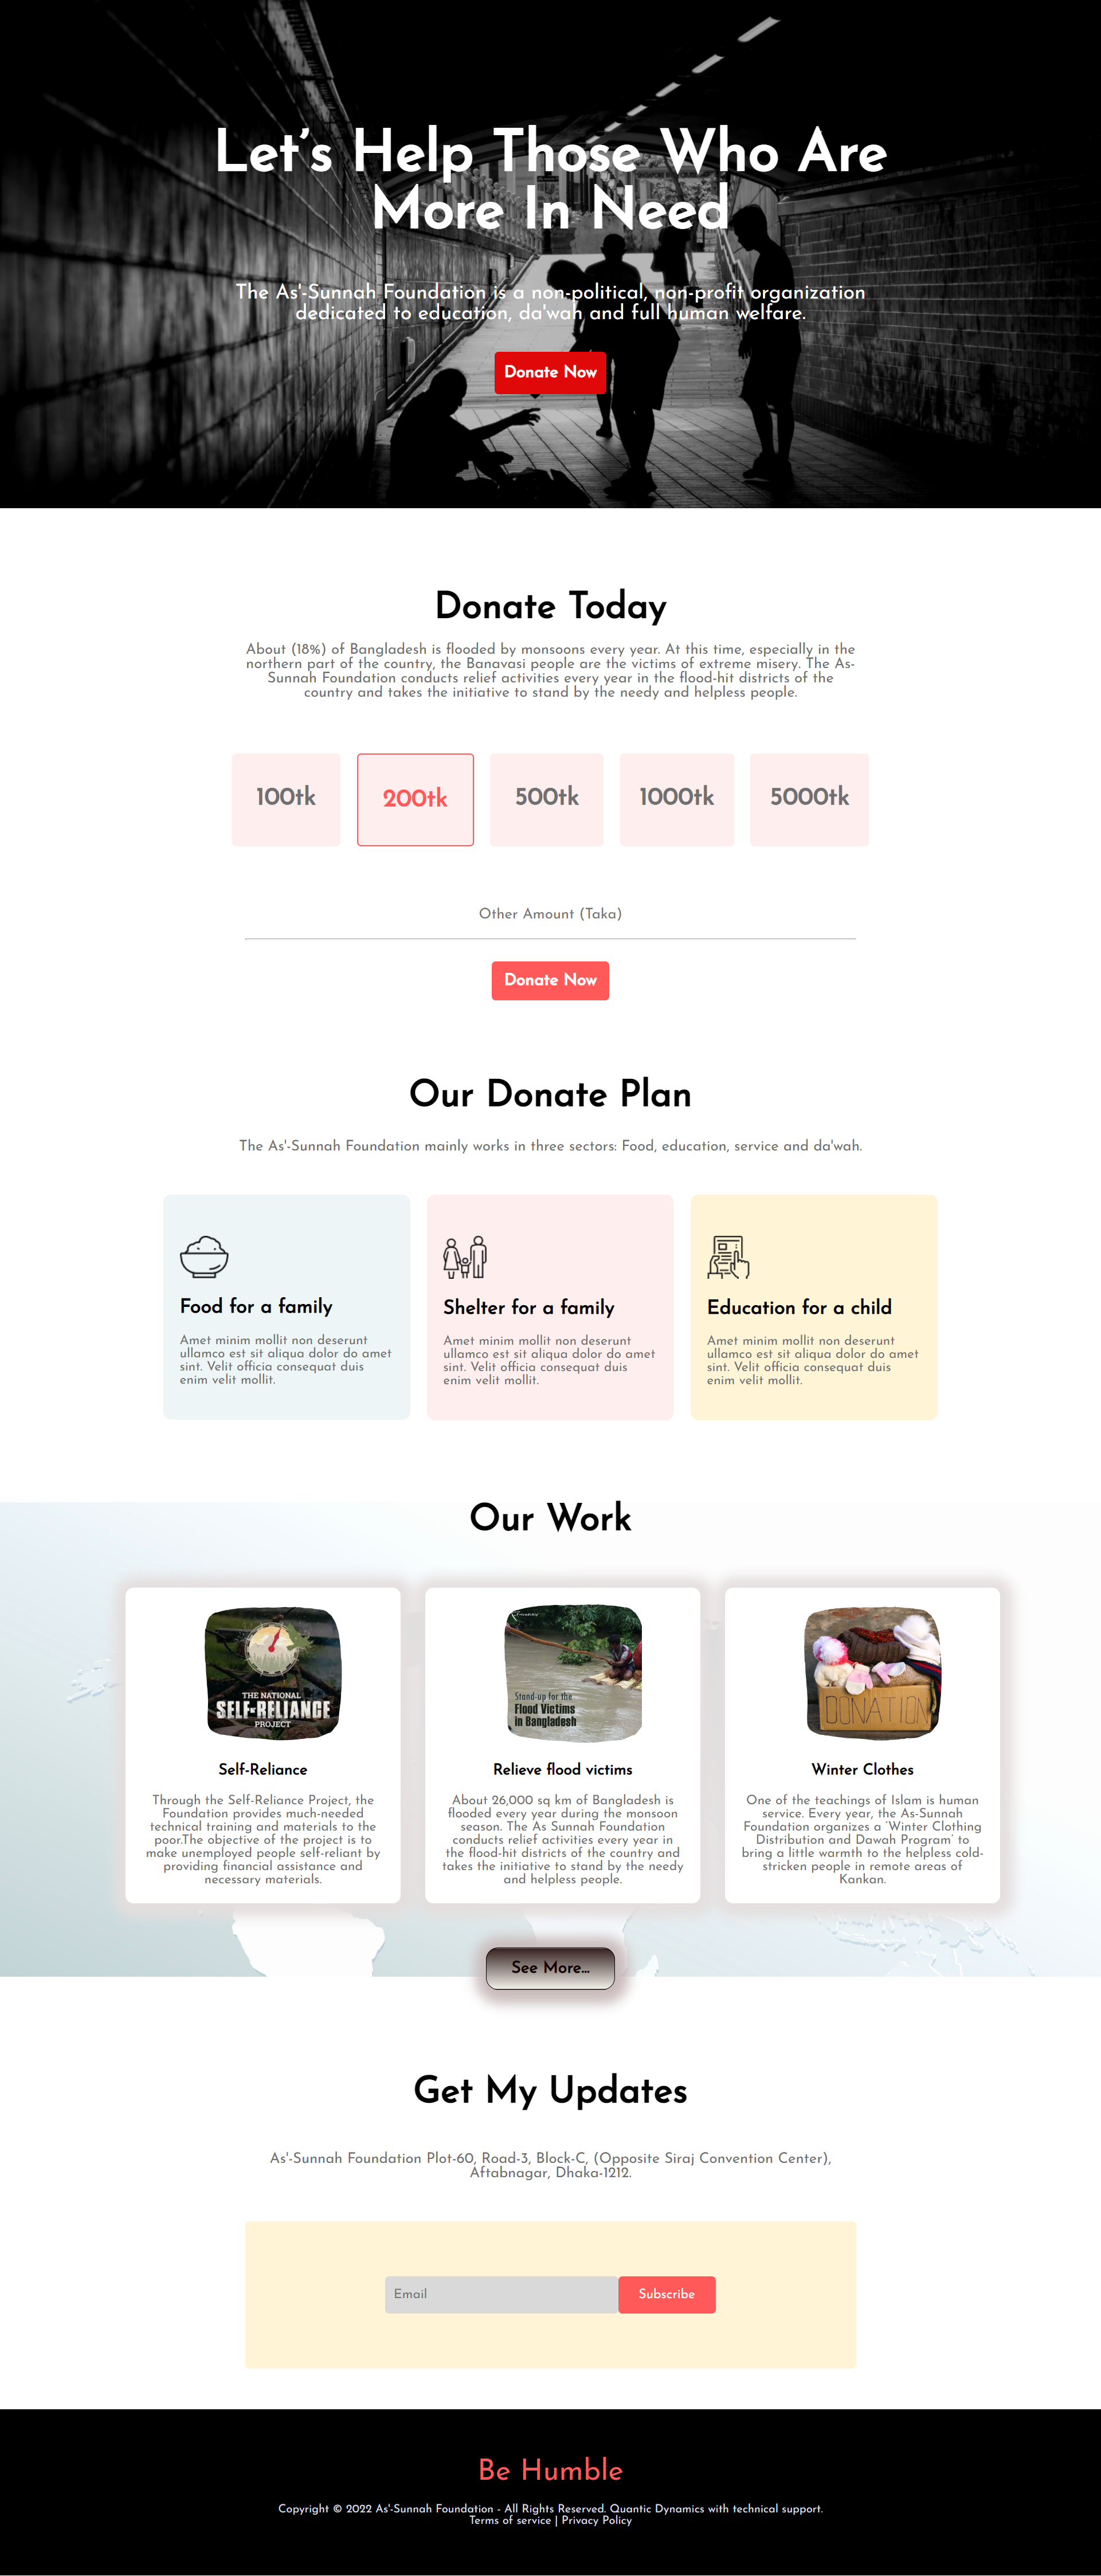 Let’s Help Those Who Are
More In Need
The As'-Sunnah Foundation is a non-political, non-profit organization
dedicated to education, da'wah and full human welfare.
Donate Now
Donate Today
About (18%) of Bangladesh is flooded by monsoons every year. At this time, especially in the
northern part of the country, the Banavasi people are the victims of extreme misery. The As-
Sunnah Foundation conducts relief activities every year in the flood-hit districts of the
country and takes the initiative to stand by the needy and helpless people.
100tk
200tk
500tk
1000tk
5000tk
Other Amount (Taka)
Donate Now
Our Donate Plan
The As'-Sunnah Foundation mainly works in three sectors: Food, education, service and da'wah.
Food for a family
Amet minim mollit non deserunt
ullamco est sit aliqua dolor do amet
sint. Velit officia consequat duis
enim velit mollit.
Shelter for a family
Amet minim mollit non deserunt
ullamco est sit aliqua dolor do amet
sint. Velit officia consequat duis
enim velit mollit.
Education for a child
Amet minim mollit non deserunt
ullamco est sit aliqua dolor do amet
sint. Velit officia consequat duis
enim velit mollit.
Our Work
THE NATIONAL
SELF-RELIANCE
PROJECT
Self-Reliance
Through the Self-Reliance Project, the
Foundation provides much-needed
technical training and materials to the
poor.The objective of the project is to
make unemployed people self-reliant by
providing financial assistance and
necessary materials.
Friendship
Stand-up for the
Flood Victims
in Bangladesh
Relieve flood victims
About 26,000 sq km of Bangladesh is
flooded every year during the monsoon
season. The As Sunnah Foundation
conducts relief activities every year in
the flood-hit districts of the country and
takes the initiative to stand by the needy
and helpless people.
DONATION
Winter Clothes
One of the teachings of Islam is human
service. Every year, the As-Sunnah
Foundation organizes a ‘Winter Clothing
Distribution and Dawah Program’ to
bring a little warmth to the helpless cold-
stricken people in remote areas of
Kankan.
See More...
Get My Updates
As'-Sunnah Foundation Plot-60, Road-3, Block-C, (Opposite Siraj Convention Center),
Aftabnagar, Dhaka-1212.
Email
Subscribe
Be Humble
Copyright © 2022 As'-Sunnah Foundation - All Rights Reserved. Quantic Dynamics with technical support.
Terms of service | Privacy Policy